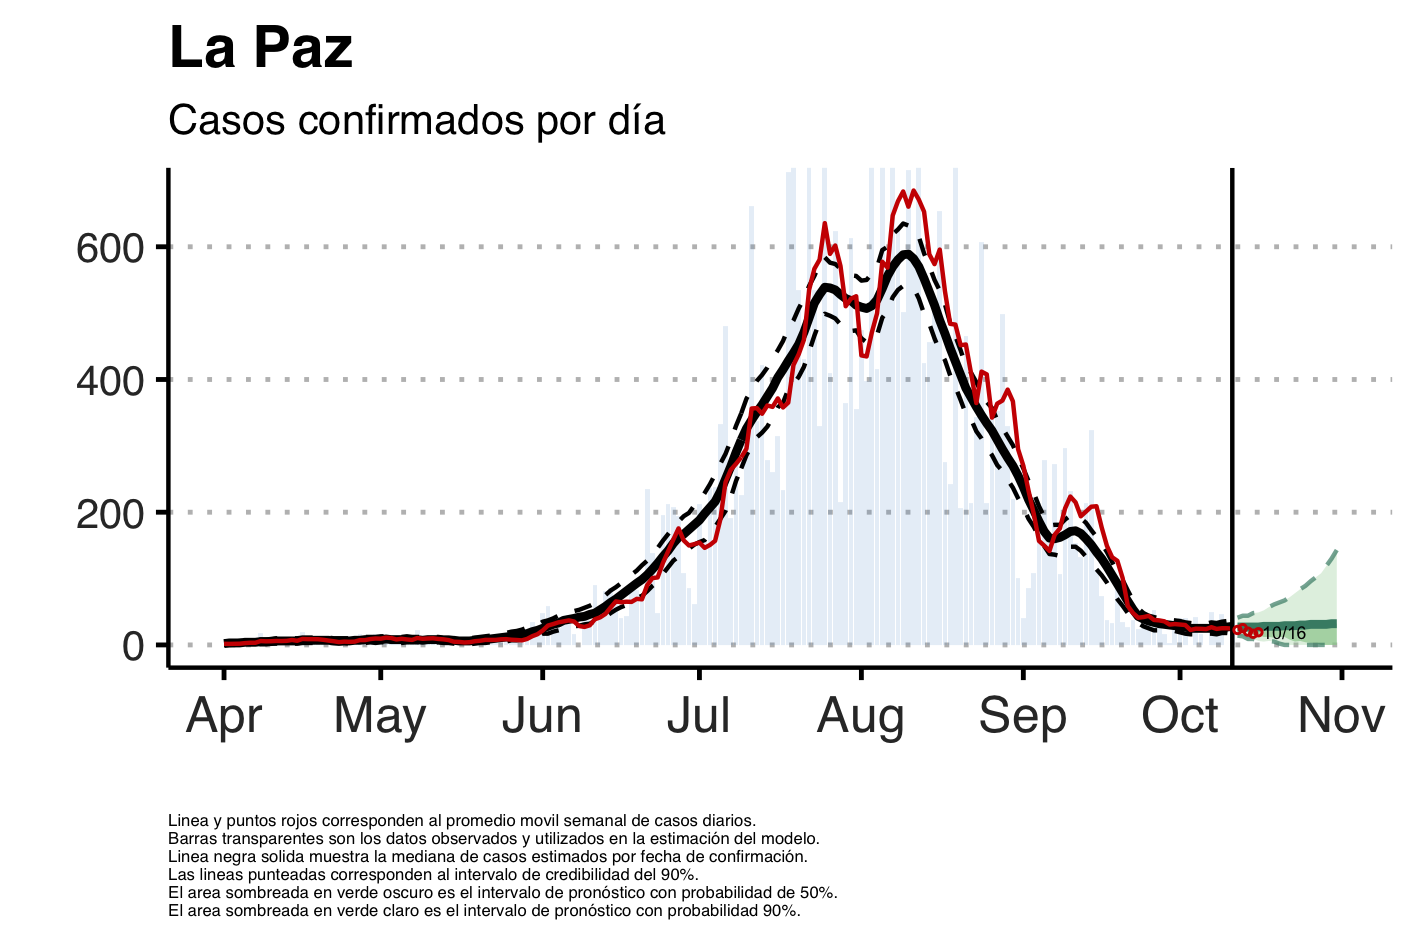 La Paz
Casos confirmados por día
600
400
200
0
10/16
Apr May Jun Jul Aug Sep Oct Nov
Linea y puntos rojos corresponden al promedio movil semanal de casos diarios.
Barras transparentes son los datos observados y utilizados en la estimación del modelo.
Linea negra solida muestra la mediana de casos estimados por fecha de confirmación.
Las lineas punteadas corresponden al intervalo de credibilidad del 90%.
El area sombreada en verde oscuro es el intervalo de pronóstico con probabilidad de 50%.
El area sombreada en verde claro es el intervalo de pronóstico con probabilidad 90%.